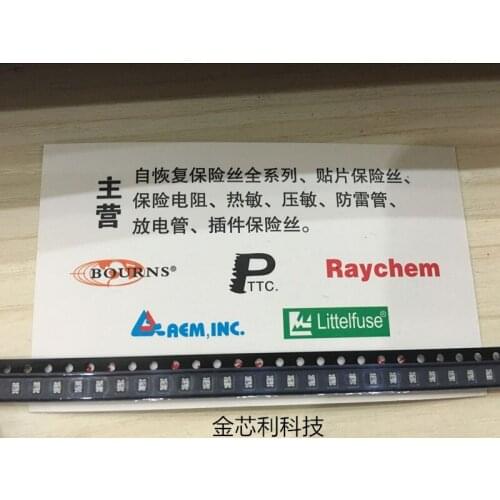 主营
自恢复保险丝全系列、贴片保险丝、
保险电阻、热敏、压敏、防雷管、
放电管、插件保险丝。
BOURNS®
P TTC.
Raychem
AEM, INC.
Littelfuse®
金芯利科技